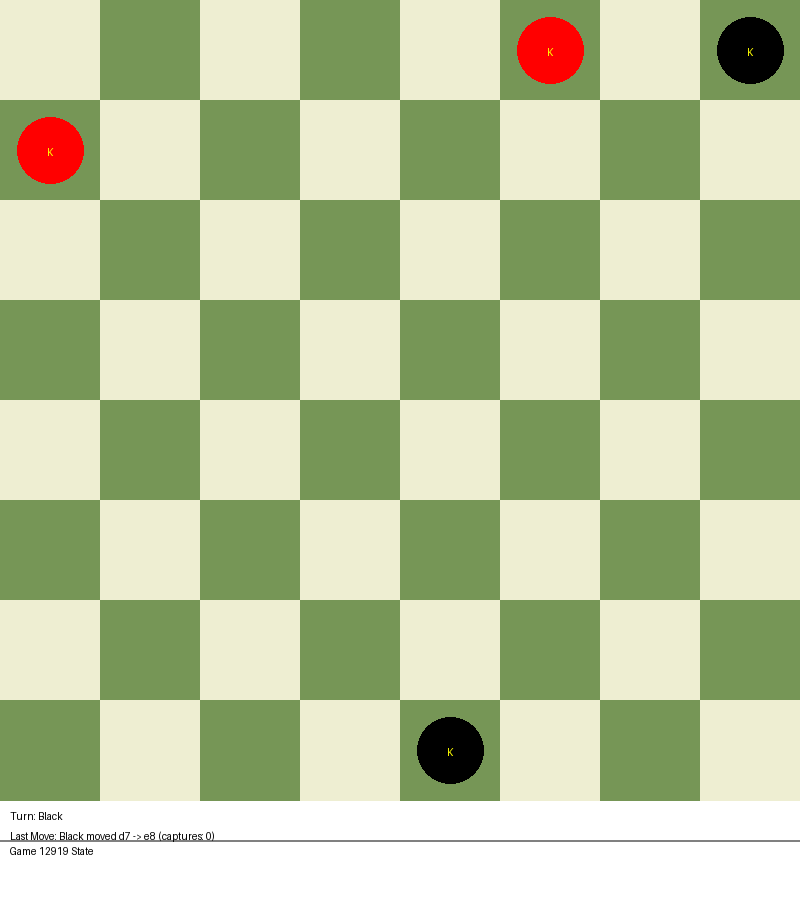 K K
K
K
Turn: Black
Last Move: Black moved d7 -> e8 (captures: 0)
Game 12919 State